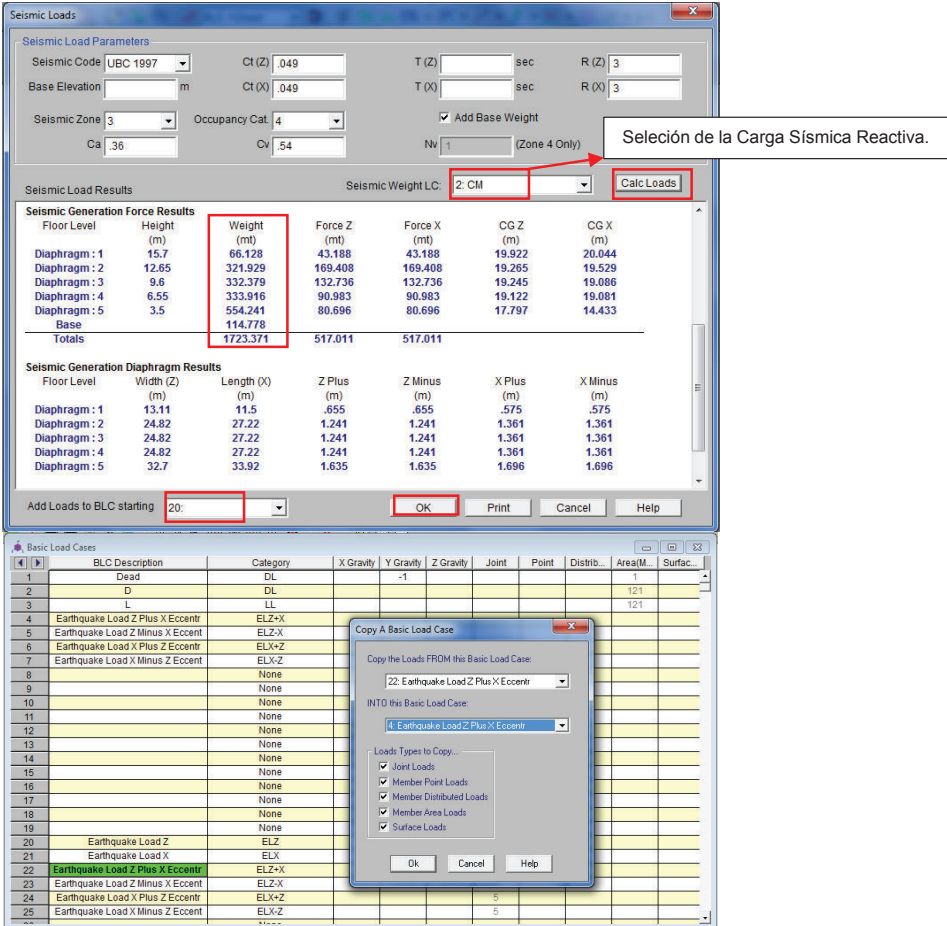 Seismic Loads
Seismic Load Parameters
Seismic Code UBC 1997 Ct (Z) .049 T (Z) sec R (Z) 3
Base Elevation m Ct (X) .049 T (X) sec R (X) 3
Seismic Zone 3 Occupancy Cat. 4 Add Base Weight
Ca .36 Cv .54 Nv 1 (Zone 4 Only)
Seleción de la Carga Sísmica Reactiva.
Seismic Load Results Seismic Weight LC: 2: CM Calc Loads
Seismic Generation Force Results
Floor Level Height Weight Force Z Force X CG Z CG X
(m) (mt) (mt) (mt) (m) (m)
Diaphragm : 1 15.7 66.128 43.188 43.188 19.922 20.044
Diaphragm : 2 12.65 321.929 169.408 169.408 19.265 19.529
Diaphragm : 3 9.6 332.379 132.736 132.736 19.245 19.086
Diaphragm : 4 6.55 333.916 90.983 90.983 19.122 19.081
Diaphragm : 5 3.5 554.241 80.696 80.696 17.797 14.433
Base 114.778
Totals 1723.371 517.011 517.011
Seismic Generation Diaphragm Results
Floor Level Width (Z) Length (X) Z Plus Z Minus X Plus X Minus
(m) (m) (m) (m) (m) (m)
Diaphragm : 1 13.11 11.5 .655 .655 .575 .575
Diaphragm : 2 24.82 27.22 1.241 1.241 1.361 1.361
Diaphragm : 3 24.82 27.22 1.241 1.241 1.361 1.361
Diaphragm : 4 24.82 27.22 1.241 1.241 1.361 1.361
Diaphragm : 5 32.7 33.92 1.635 1.635 1.696 1.696
Add Loads to BLC starting 20: OK Print Cancel Help
Basic Load Cases
BLC Description Category X Gravity Y Gravity Z Gravity Joint Point Distrib... Area(M... Surfac...
1 Dead DL -1 1
2 D DL 121
3 L LL 121
4 Earthquake Load Z Plus X Eccentr ELZ+X
5 Earthquake Load Z Minus X Eccent ELZ-X
6 Earthquake Load X Plus Z Eccentr ELX+Z
7 Earthquake Load X Minus Z Eccent ELX-Z
8 None
9 None
10 None
11 None
12 None
13 None
14 None
15 None
16 None
17 None
18 None
19 None
20 Earthquake Load Z ELZ
21 Earthquake Load X ELX
22 Earthquake Load Z Plus X Eccentr ELZ+X
23 Earthquake Load Z Minus X Eccent ELZ-X
24 Earthquake Load X Plus Z Eccentr ELX+Z 5
25 Earthquake Load X Minus Z Eccent ELX-Z 5
Copy A Basic Load Case
Copy the Loads FROM this Basic Load Case:
22: Earthquake Load Z Plus X Eccentr
INTO this Basic Load Case:
4: Earthquake Load Z Plus X Eccentr
Loads Types to Copy...
Joint Loads
Member Point Loads
Member Distributed Loads
Member Area Loads
Surface Loads
Ok Cancel Help